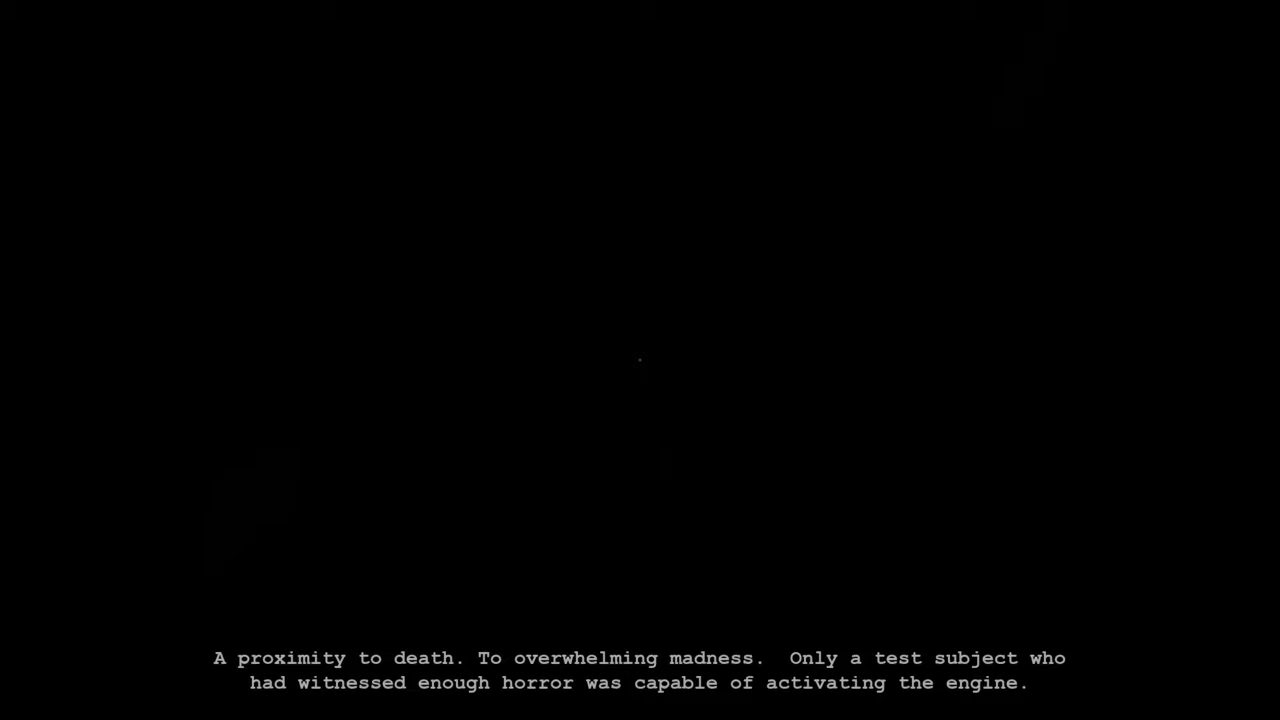 A proximity to death. To overwhelming madness.  Only a test subject who
had witnessed enough horror was capable of activating the engine.